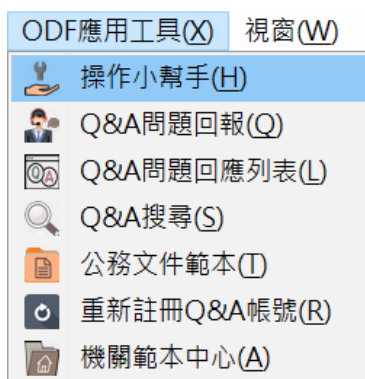 ODF應用工具(X) 視窗(W)
操作小幫手(H)
Q&A問題回報(Q)
Q&A問題回應列表(L)
Q&A搜尋(S)
公務文件範本(T)
重新註冊Q&A帳號(R)
機關範本中心(A)